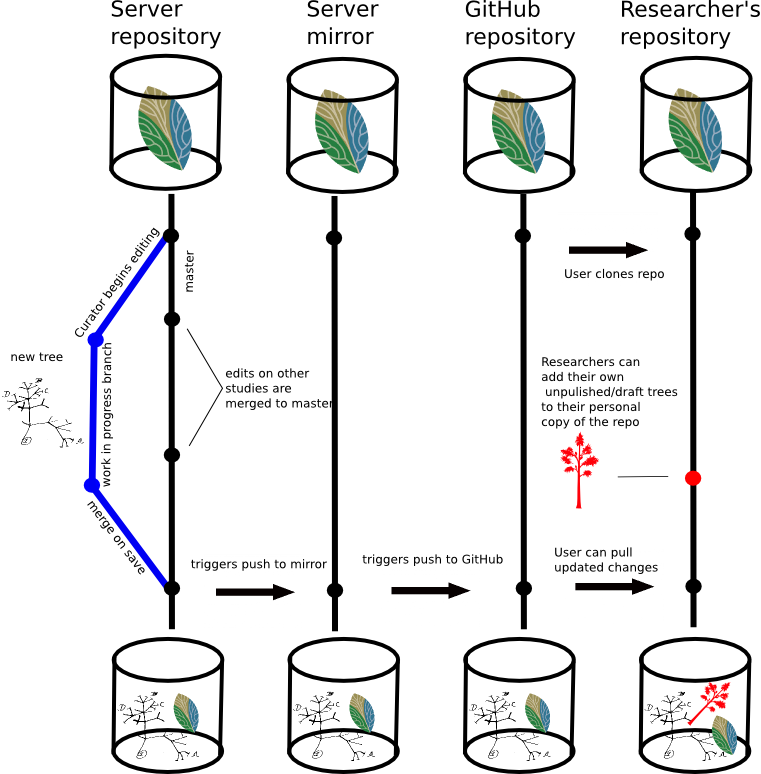 Server
repository
Server
mirror
GitHub
repository
Researcher's
repository
Curator begins editing
master
User clones repo
new tree
work in progress branch
edits on other
studies are
merged to master
Researchers can
add their own
unpulished/draft trees
to their personal
copy of the repo
merge on save
triggers push to mirror
triggers push to GitHub
User can pull
updated changes